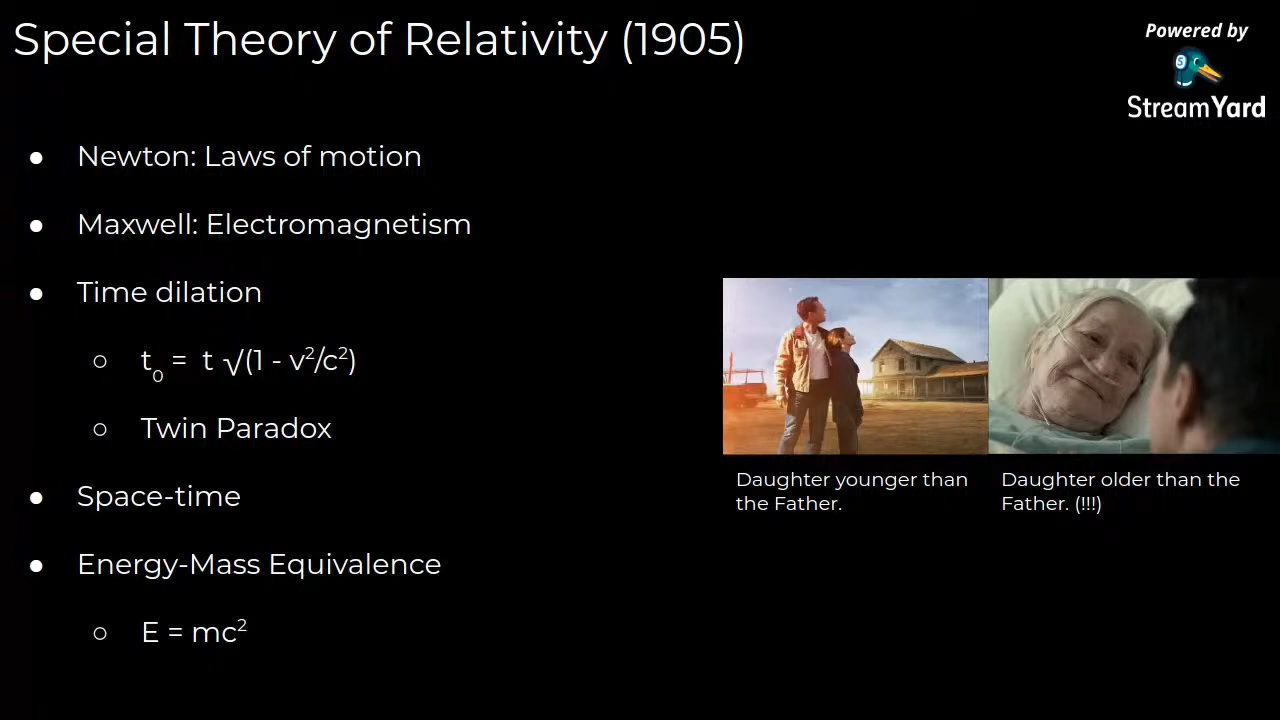 Special Theory of Relativity (1905)
Powered by
StreamYard
● Newton: Laws of motion
● Maxwell: Electromagnetism
● Time dilation
○ t₀ = t √(1 - v²/c²)
○ Twin Paradox
● Space-time
● Energy-Mass Equivalence
○ E = mc²
Daughter younger than
the Father.
Daughter older than the
Father. (!!!)